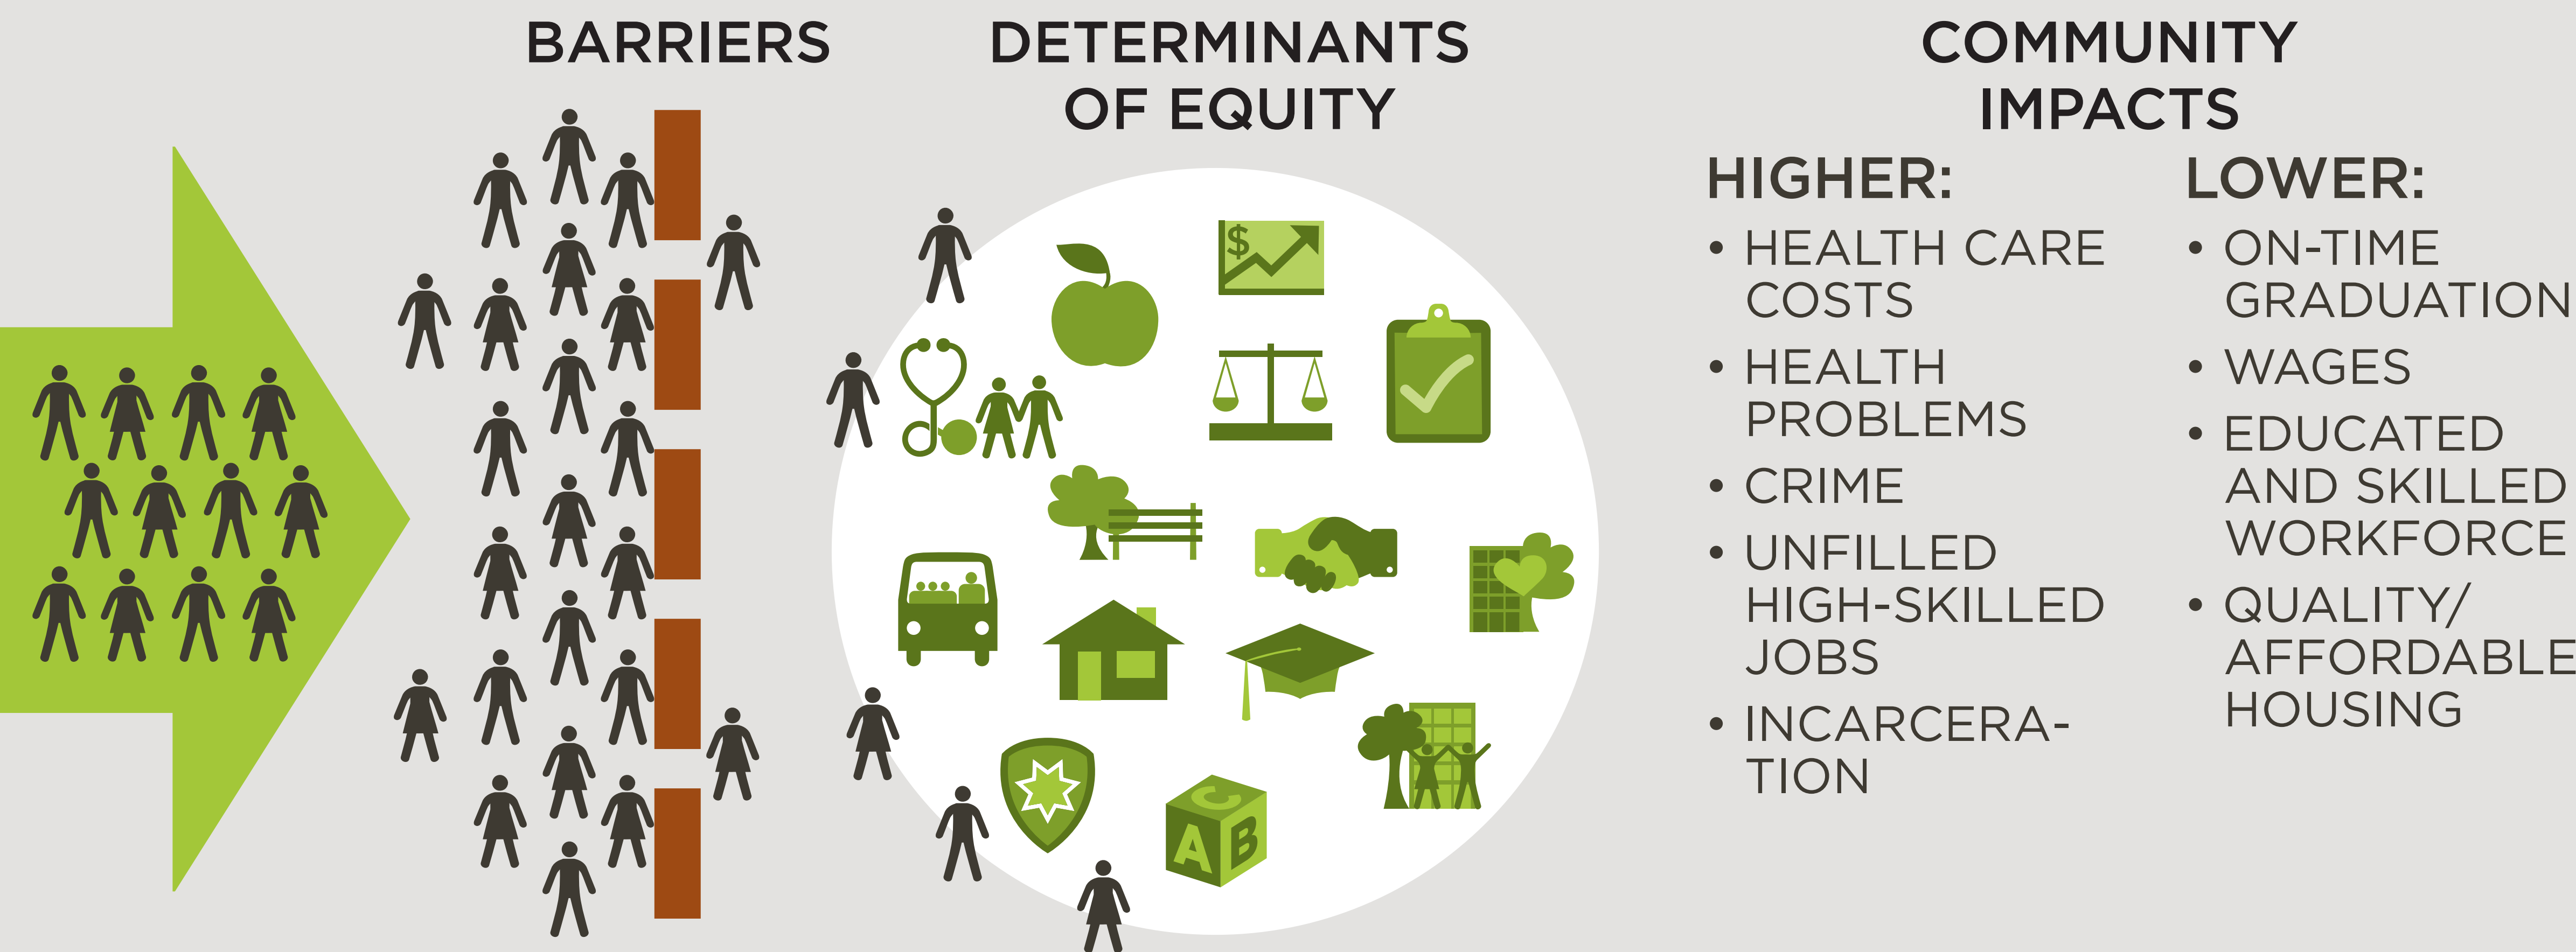 BARRIERS
DETERMINANTS
OF EQUITY
$
A
B
C
COMMUNITY
IMPACTS
HIGHER:
• HEALTH CARE
COSTS
• HEALTH
PROBLEMS
• CRIME
• UNFILLED
HIGH-SKILLED
JOBS
• INCARCERA-
TION
LOWER:
• ON-TIME
GRADUATION
• WAGES
• EDUCATED
AND SKILLED
WORKFORCE
• QUALITY/
AFFORDABLE
HOUSING